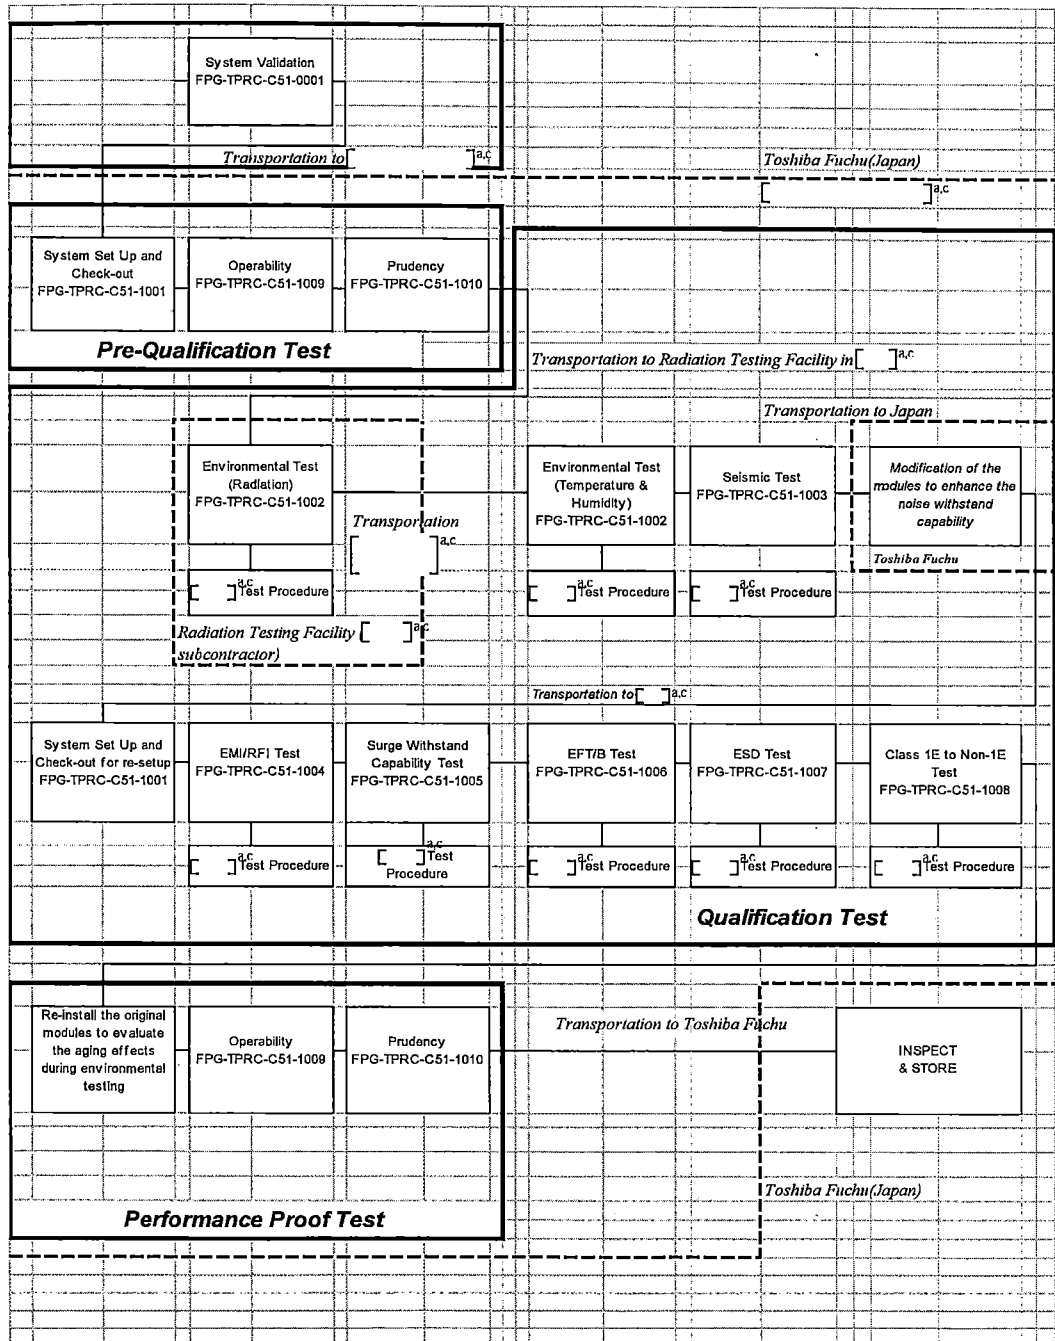 System Validation
FPG-TPRC-C51-0001
Transportation to [ ]a,c
Toshiba Fuchu(Japan)
[ ]a,c
System Set Up and
Check-out
FPG-TPRC-C51-1001
Operability
FPG-TPRC-C51-1009
Prudency
FPG-TPRC-C51-1010
Pre-Qualification Test
Transportation to Radiation Testing Facility in [ ]a,c
Transportation to Japan
Environmental Test
(Radiation)
FPG-TPRC-C51-1002
Transportation
[ ]a,c
[ ]a,c Test Procedure
Radiation Testing Facility ( [ ]a,c
subcontractor)
Environmental Test
(Temperature &
Humidity)
FPG-TPRC-C51-1002
[ ]a,c Test Procedure
Seismic Test
FPG-TPRC-C51-1003
[ ]a,c Test Procedure
Modification of the
modules to enhance the
noise withstand
capability
Toshiba Fuchu
Transportation to [ ]a,c
System Set Up and
Check-out for re-setup
FPG-TPRC-C51-1001
EMI/RFI Test
FPG-TPRC-C51-1004
[ ]a,c Test Procedure
Surge Withstand
Capability Test
FPG-TPRC-C51-1005
[ ]a,c Test
Procedure
EFT/B Test
FPG-TPRC-C51-1006
[ ]a,c Test Procedure
ESD Test
FPG-TPRC-C51-1007
[ ]a,c Test Procedure
Class 1E to Non-1E
Test
FPG-TPRC-C51-1008
[ ]a,c Test Procedure
Qualification Test
Re-install the original
modules to evaluate
the aging effects
during environmental
testing
Operability
FPG-TPRC-C51-1009
Prudency
FPG-TPRC-C51-1010
Transportation to Toshiba Fuchu
INSPECT
& STORE
Toshiba Fuchu(Japan)
Performance Proof Test